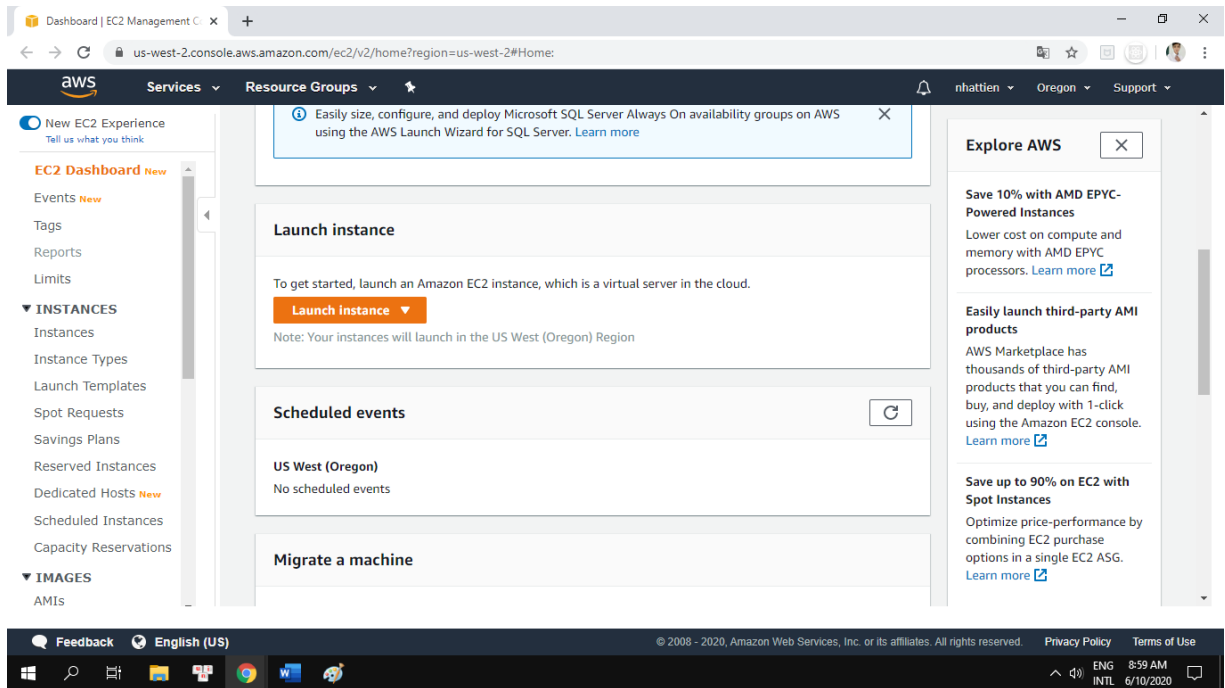 Dashboard | EC2 Management C
us-west-2.console.aws.amazon.com/ec2/v2/home?region=us-west-2#Home:
aws
Services
Resource Groups
nhattien
Oregon
Support
New EC2 Experience
Tell us what you think
EC2 Dashboard New
Events New
Tags
Reports
Limits
INSTANCES
Instances
Instance Types
Launch Templates
Spot Requests
Savings Plans
Reserved Instances
Dedicated Hosts New
Scheduled Instances
Capacity Reservations
IMAGES
AMIs
Easily size, configure, and deploy Microsoft SQL Server Always On availability groups on AWS
using the AWS Launch Wizard for SQL Server. Learn more
Launch instance
To get started, launch an Amazon EC2 instance, which is a virtual server in the cloud.
Launch instance
Note: Your instances will launch in the US West (Oregon) Region
Scheduled events
US West (Oregon)
No scheduled events
Migrate a machine
Explore AWS
Save 10% with AMD EPYC-
Powered Instances
Lower cost on compute and
memory with AMD EPYC
processors. Learn more
Easily launch third-party AMI
products
AWS Marketplace has
thousands of third-party AMI
products that you can find,
buy, and deploy with 1-click
using the Amazon EC2 console.
Learn more
Save up to 90% on EC2 with
Spot Instances
Optimize price-performance by
combining EC2 purchase
options in a single EC2 ASG.
Learn more
Feedback
English (US)
© 2008 - 2020, Amazon Web Services, Inc. or its affiliates. All rights reserved.
Privacy Policy
Terms of Use
ENG
INTL
8:59 AM
6/10/2020